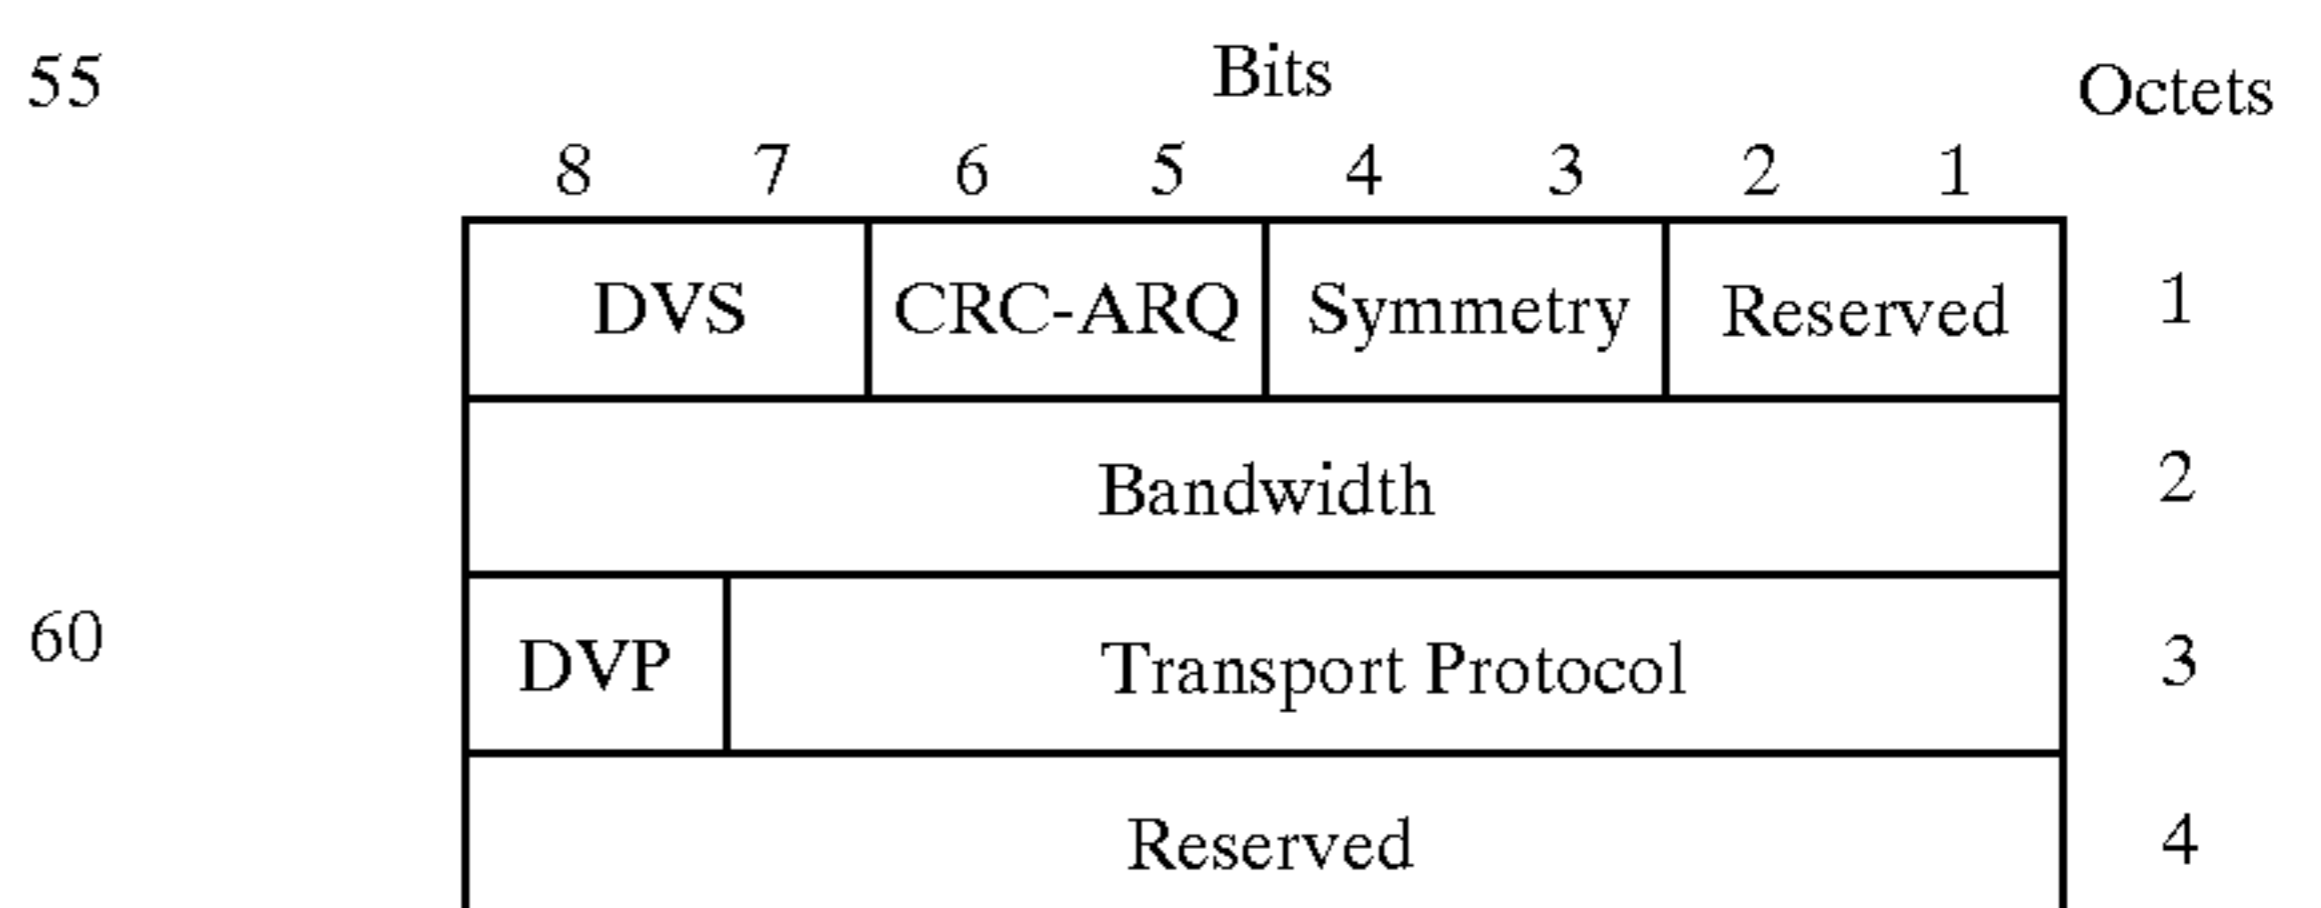 55 Bits Octets
8 7 6 5 4 3 2 1
DVS CRC-ARQ Symmetry Reserved 1
Bandwidth 2
60 DVP Transport Protocol 3
Reserved 4